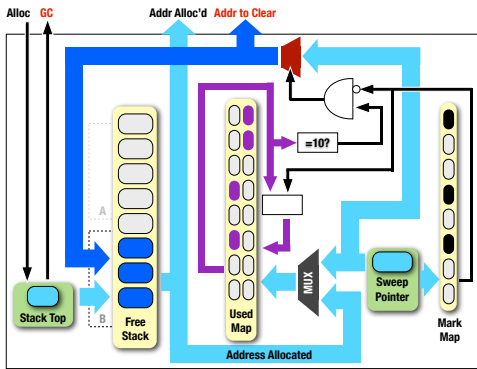 Alloc GC Addr Alloc'd Addr to Clear
=10?
A
B
MUX
Stack Top
Free
Stack
Used
Map
Sweep
Pointer
Mark
Map
Address Allocated